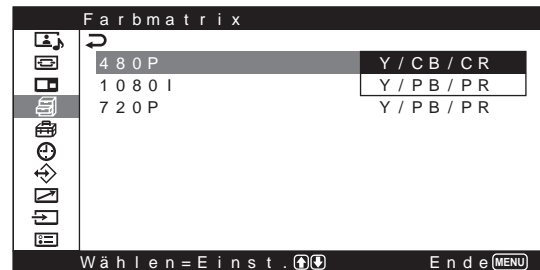 Farbmatrix
480P Y/CB/CR
1080I Y/PB/PR
720P Y/PB/PR
Wählen=Einst. Ende MENU